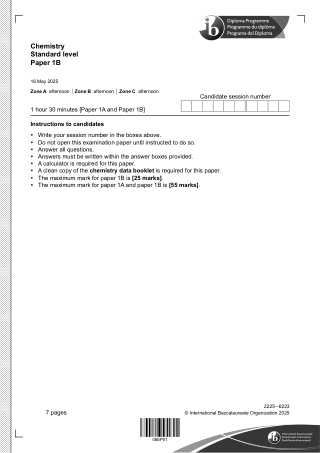 Diploma Programme
Programme du diplôme
Programa del Diploma
Chemistry
Standard level
Paper 1B
16 May 2025
Zone A afternoon | Zone B afternoon | Zone C afternoon
Candidate session number
1 hour 30 minutes [Paper 1A and Paper 1B]
Instructions to candidates
• Write your session number in the boxes above.
• Do not open this examination paper until instructed to do so.
• Answer all questions.
• Answers must be written within the answer boxes provided.
• A calculator is required for this paper.
• A clean copy of the chemistry data booklet is required for this paper.
• The maximum mark for paper 1B is [25 marks].
• The maximum mark for paper 1A and paper 1B is [55 marks].
7 pages
© International Baccalaureate Organization 2025
International Baccalaureate